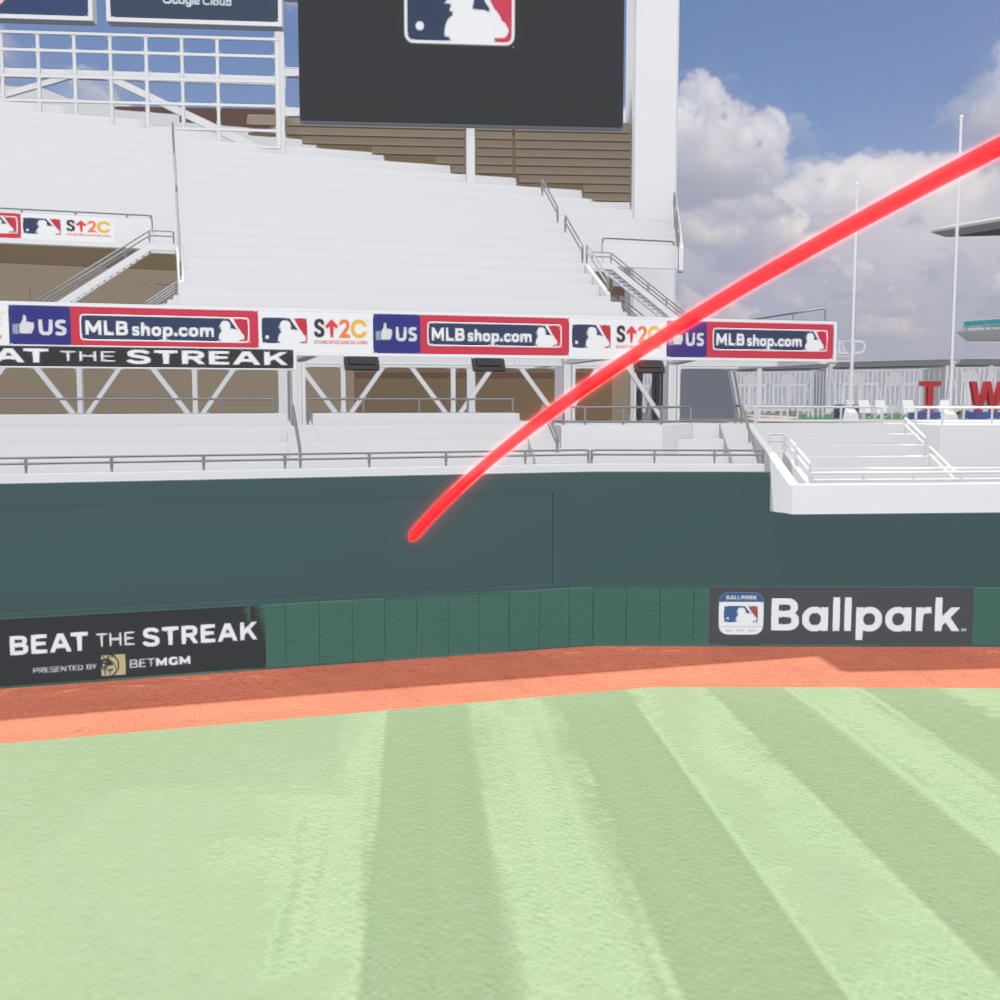 Google Cloud
S↑2C
US
MLBshop.com
S↑2C
US
MLBshop.com
S↑2C
US
MLBshop.com
AT THE STREAK
T W
BALLPARK
Ballpark
BEAT THE STREAK
PRESENTED BY BETMGM